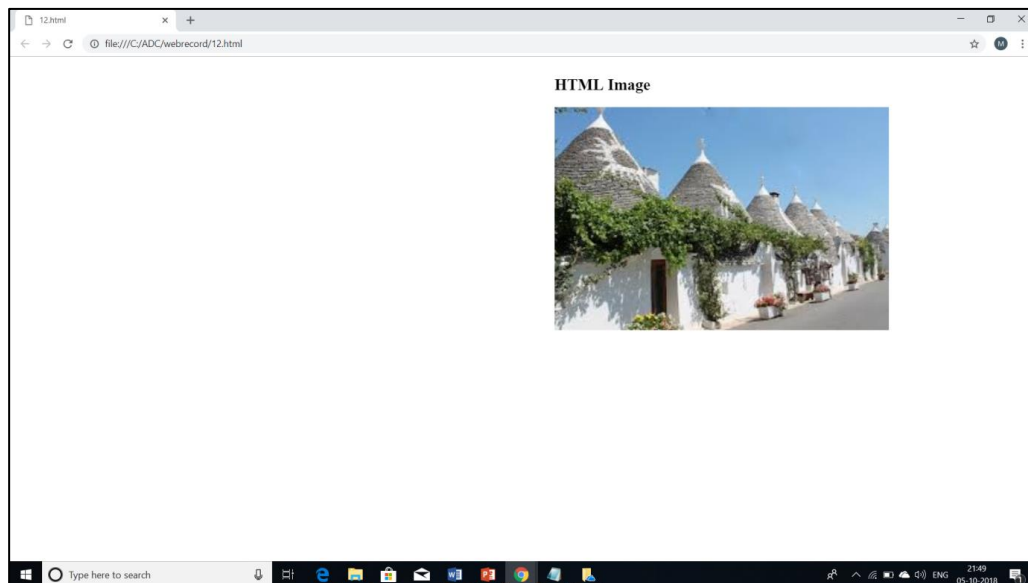 12.html
file:///C:/ADC/webrecord/12.html
M
HTML Image
Type here to search
ENG
21:49
05-10-2018